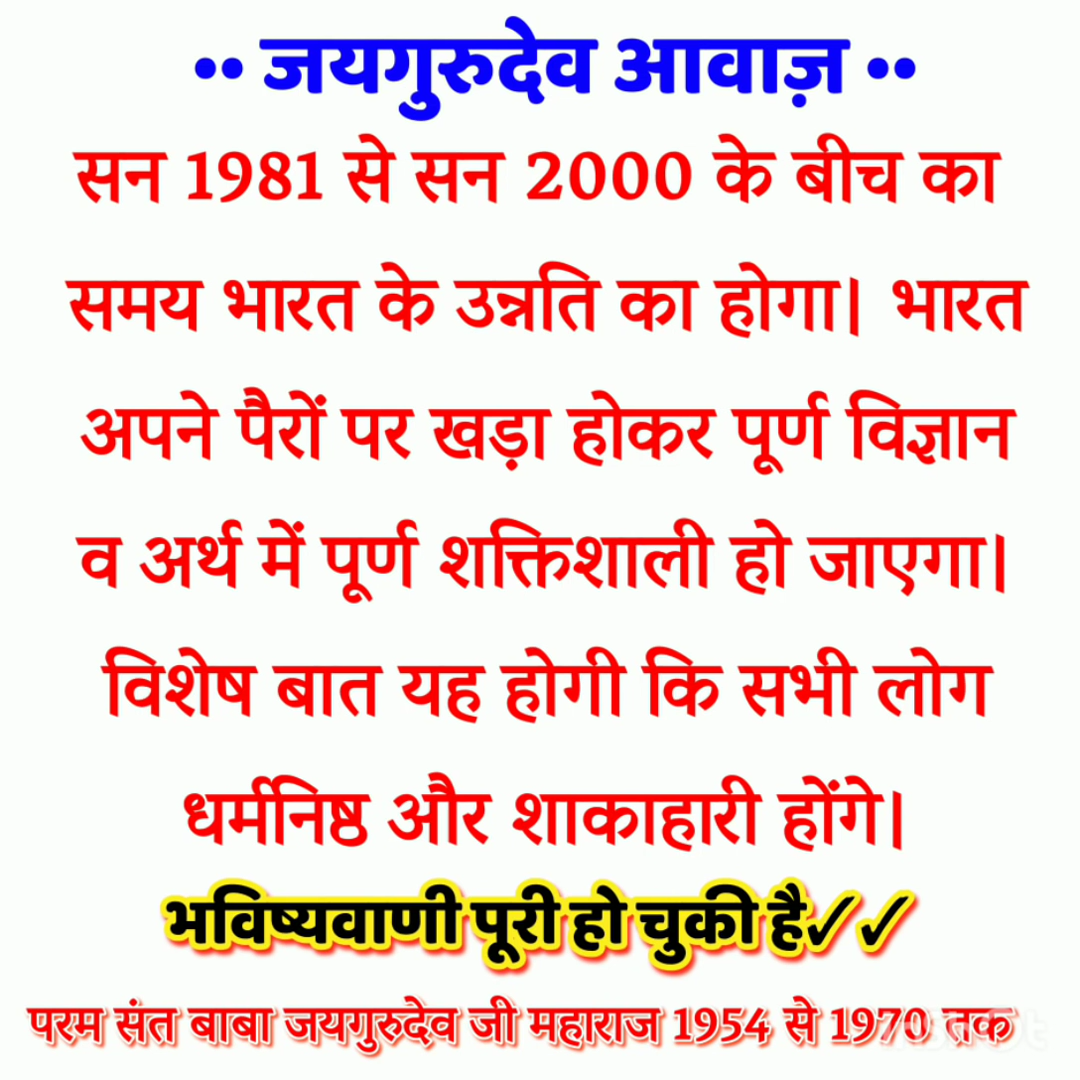 •• जयगुरुदेव आवाज़ ••
सन 1981 से सन 2000 के बीच का
समय भारत के उन्नति का होगा| भारत
अपने पैरों पर खड़ा होकर पूर्ण विज्ञान
व अर्थ में पूर्ण शक्तिशाली हो जाएगा|
विशेष बात यह होगी कि सभी लोग
धर्मनिष्ठ और शाकाहारी होंगे|
भविष्यवाणी पूरी हो चुकी है✓✓
परम संत बाबा जयगुरुदेव जी महाराज 1954 से 1970 तक